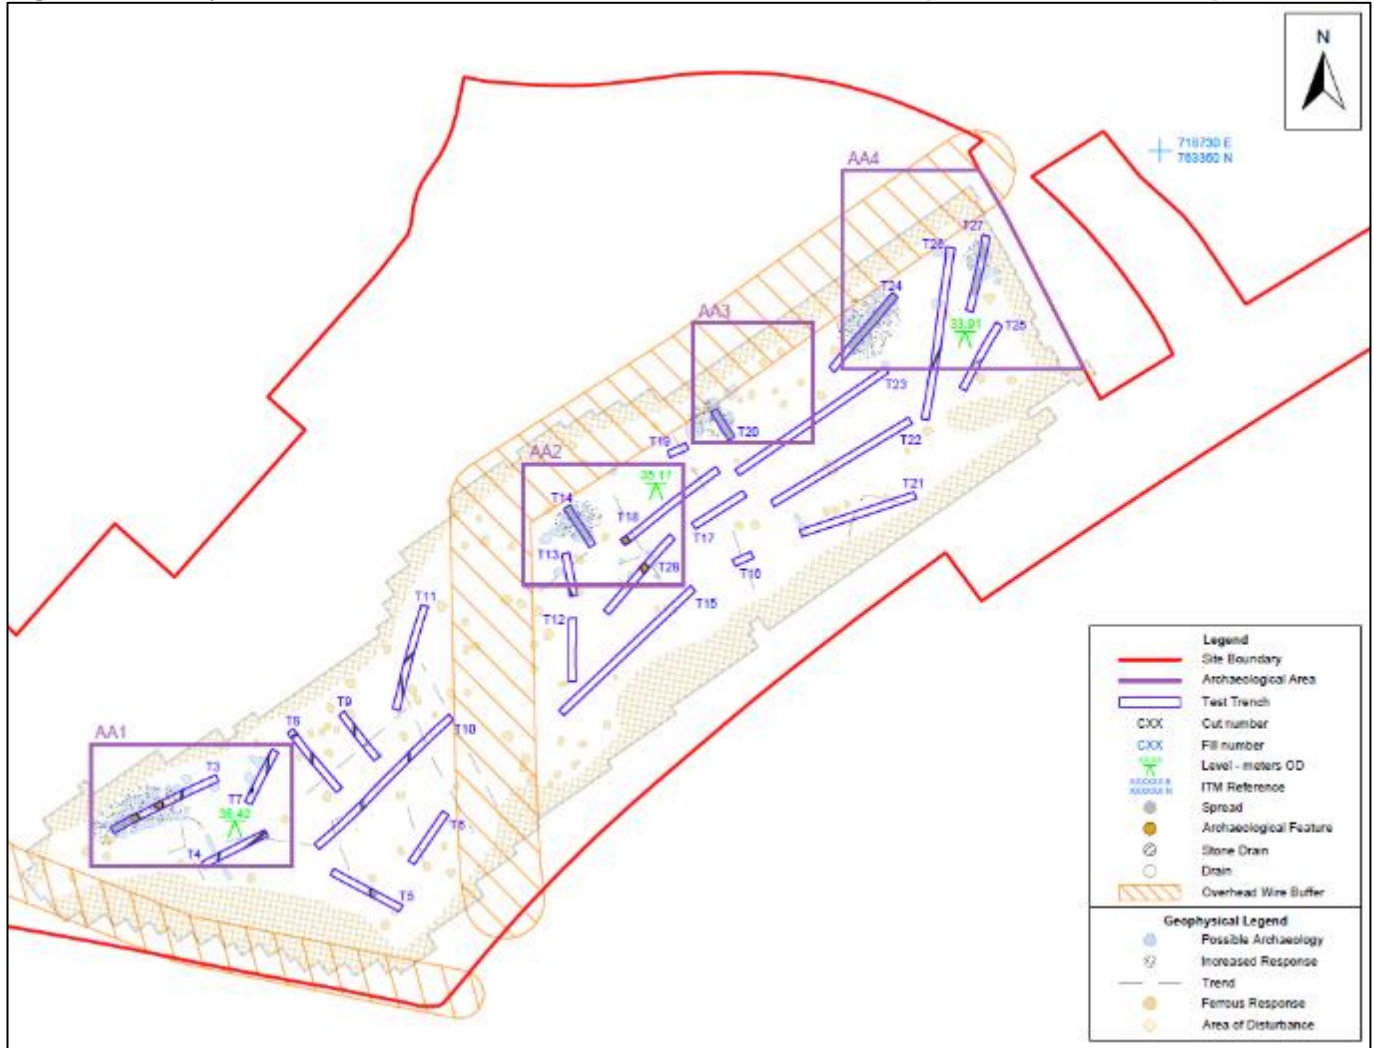 N
718730 E
763360 N
AA4
T27
T26
T24
33.91
T25
AA3
T23
T20
T19
T22
AA2
35.17
T14
T21
T18
T17
T13
T28
T16
T15
T11
T12
T9
T8
T10
AA1
T3
T7
36.42
T6
T4
T5
Legend
Site Boundary
Archaeological Area
Test Trench
CXX Cut number
CXX Fill number
Level - meters OD
ITM Reference
Spread
Archaeological Feature
Stone Drain
Drain
Overhead Wire Buffer
Geophysical Legend
Possible Archaeology
Increased Response
Trend
Ferrous Response
Area of Disturbance